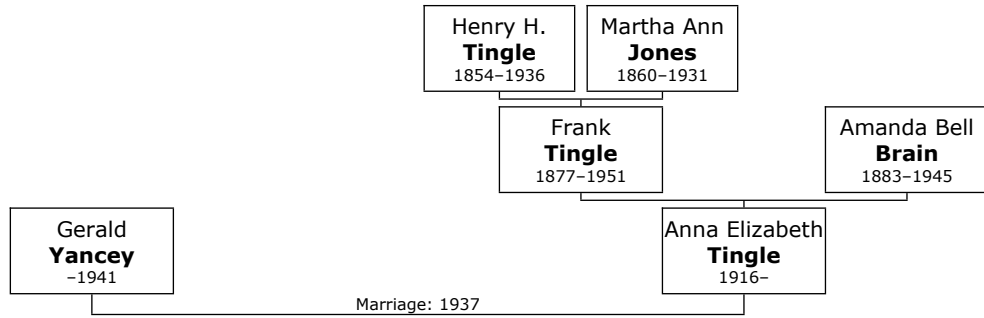 Henry H.
Tingle
1854–1936
Martha Ann
Jones
1860–1931
Frank
Tingle
1877–1951
Amanda Bell
Brain
1883–1945
Gerald
Yancey
–1941
Anna Elizabeth
Tingle
1916–
Marriage: 1937